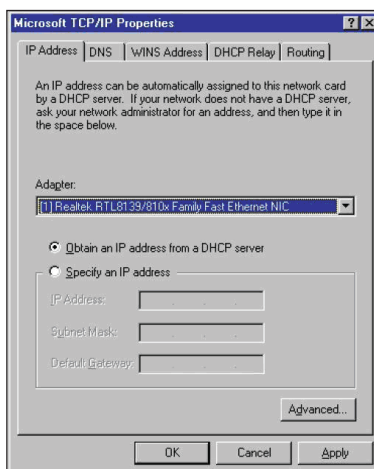 Microsoft TCP/IP Properties
IP Address DNS WINS Address DHCP Relay Routing
An IP address can be automatically assigned to this network card
by a DHCP server. If your network does not have a DHCP server,
ask your network administrator for an address, and then type it in
the space below.
Adapter:
[1] Realtek RTL8139/810x Family Fast Ethernet NIC
Obtain an IP address from a DHCP server
Specify an IP address
IP Address:
Subnet Mask:
Default Gateway:
Advanced...
OK Cancel Apply